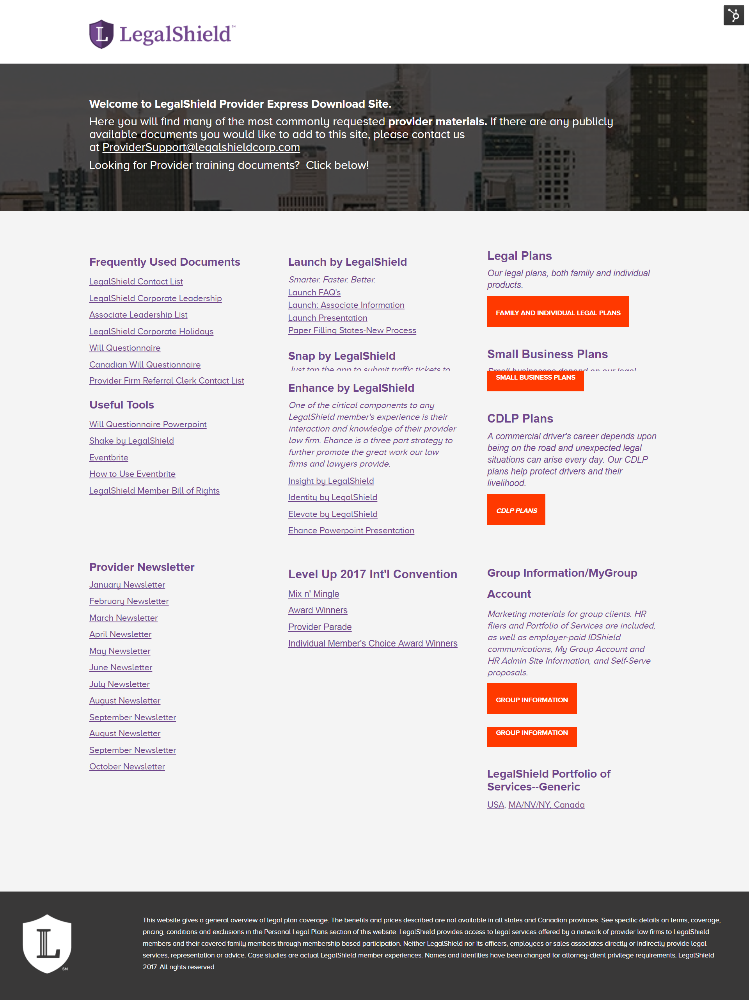 LegalShield℠
Welcome to LegalShield Provider Express Download Site.
Here you will find many of the most commonly requested provider materials. If there are any publicly
available documents you would like to add to this site, please contact us
at ProviderSupport@legalshieldcorp.com
Looking for Provider training documents?  Click below!
Frequently Used Documents
LegalShield Contact List
LegalShield Corporate Leadership
Associate Leadership List
LegalShield Corporate Holidays
Will Questionnaire
Canadian Will Questionnaire
Provider Firm Referral Clerk Contact List
Useful Tools
Will Questionnaire Powerpoint
Shake by LegalShield
Eventbrite
How to Use Eventbrite
LegalShield Member Bill of Rights
Launch by LegalShield
Smarter. Faster. Better.
Launch FAQ's
Launch: Associate Information
Launch Presentation
Paper Filling States-New Process
Snap by LegalShield
Just tap the app to submit traffic tickets to
Enhance by LegalShield
One of the cirtical components to any
LegalShield member's experience is their
interaction and knowledge of their provider
law firm. Ehance is a three part strategy to
further promote the great work our law
firms and lawyers provide.
Insight by LegalShield
Identity by LegalShield
Elevate by LegalShield
Ehance Powerpoint Presentation
Legal Plans
Our legal plans, both family and individual
products.
FAMILY AND INDIVIDUAL LEGAL PLANS
Small Business Plans
Small businesses depend on our legal
SMALL BUSINESS PLANS
CDLP Plans
A commercial driver's career depends upon
being on the road and unexpected legal
situations can arise every day. Our CDLP
plans help protect drivers and their
livelihood.
CDLP PLANS
Provider Newsletter
January Newsletter
February Newsletter
March Newsletter
April Newsletter
May Newsletter
June Newsletter
July Newsletter
August Newsletter
September Newsletter
August Newsletter
September Newsletter
October Newsletter
Level Up 2017 Int'l Convention
Mix n' Mingle
Award Winners
Provider Parade
Individual Member's Choice Award Winners
Group Information/MyGroup
Account
Marketing materials for group clients. HR
fliers and Portfolio of Services are included,
as well as employer-paid IDShield
communications, My Group Account and
HR Admin Site Information, and Self-Serve
proposals.
GROUP INFORMATION
GROUP INFORMATION
LegalShield Portfolio of
Services--Generic
USA, MA/NV/NY, Canada
L SM
This website gives a general overview of legal plan coverage. The benefits and prices described are not available in all states and Canadian provinces. See specific details on terms, coverage,
pricing, conditions and exclusions in the Personal Legal Plans section of this website. LegalShield provides access to legal services offered by a network of provider law firms to LegalShield
members and their covered family members through membership based participation. Neither LegalShield nor its officers, employees or sales associates directly or indirectly provide legal
services, representation or advice. Case studies are actual LegalShield member experiences. Names and identities have been changed for attorney-client privilege requirements. LegalShield
2017. All rights reserved.